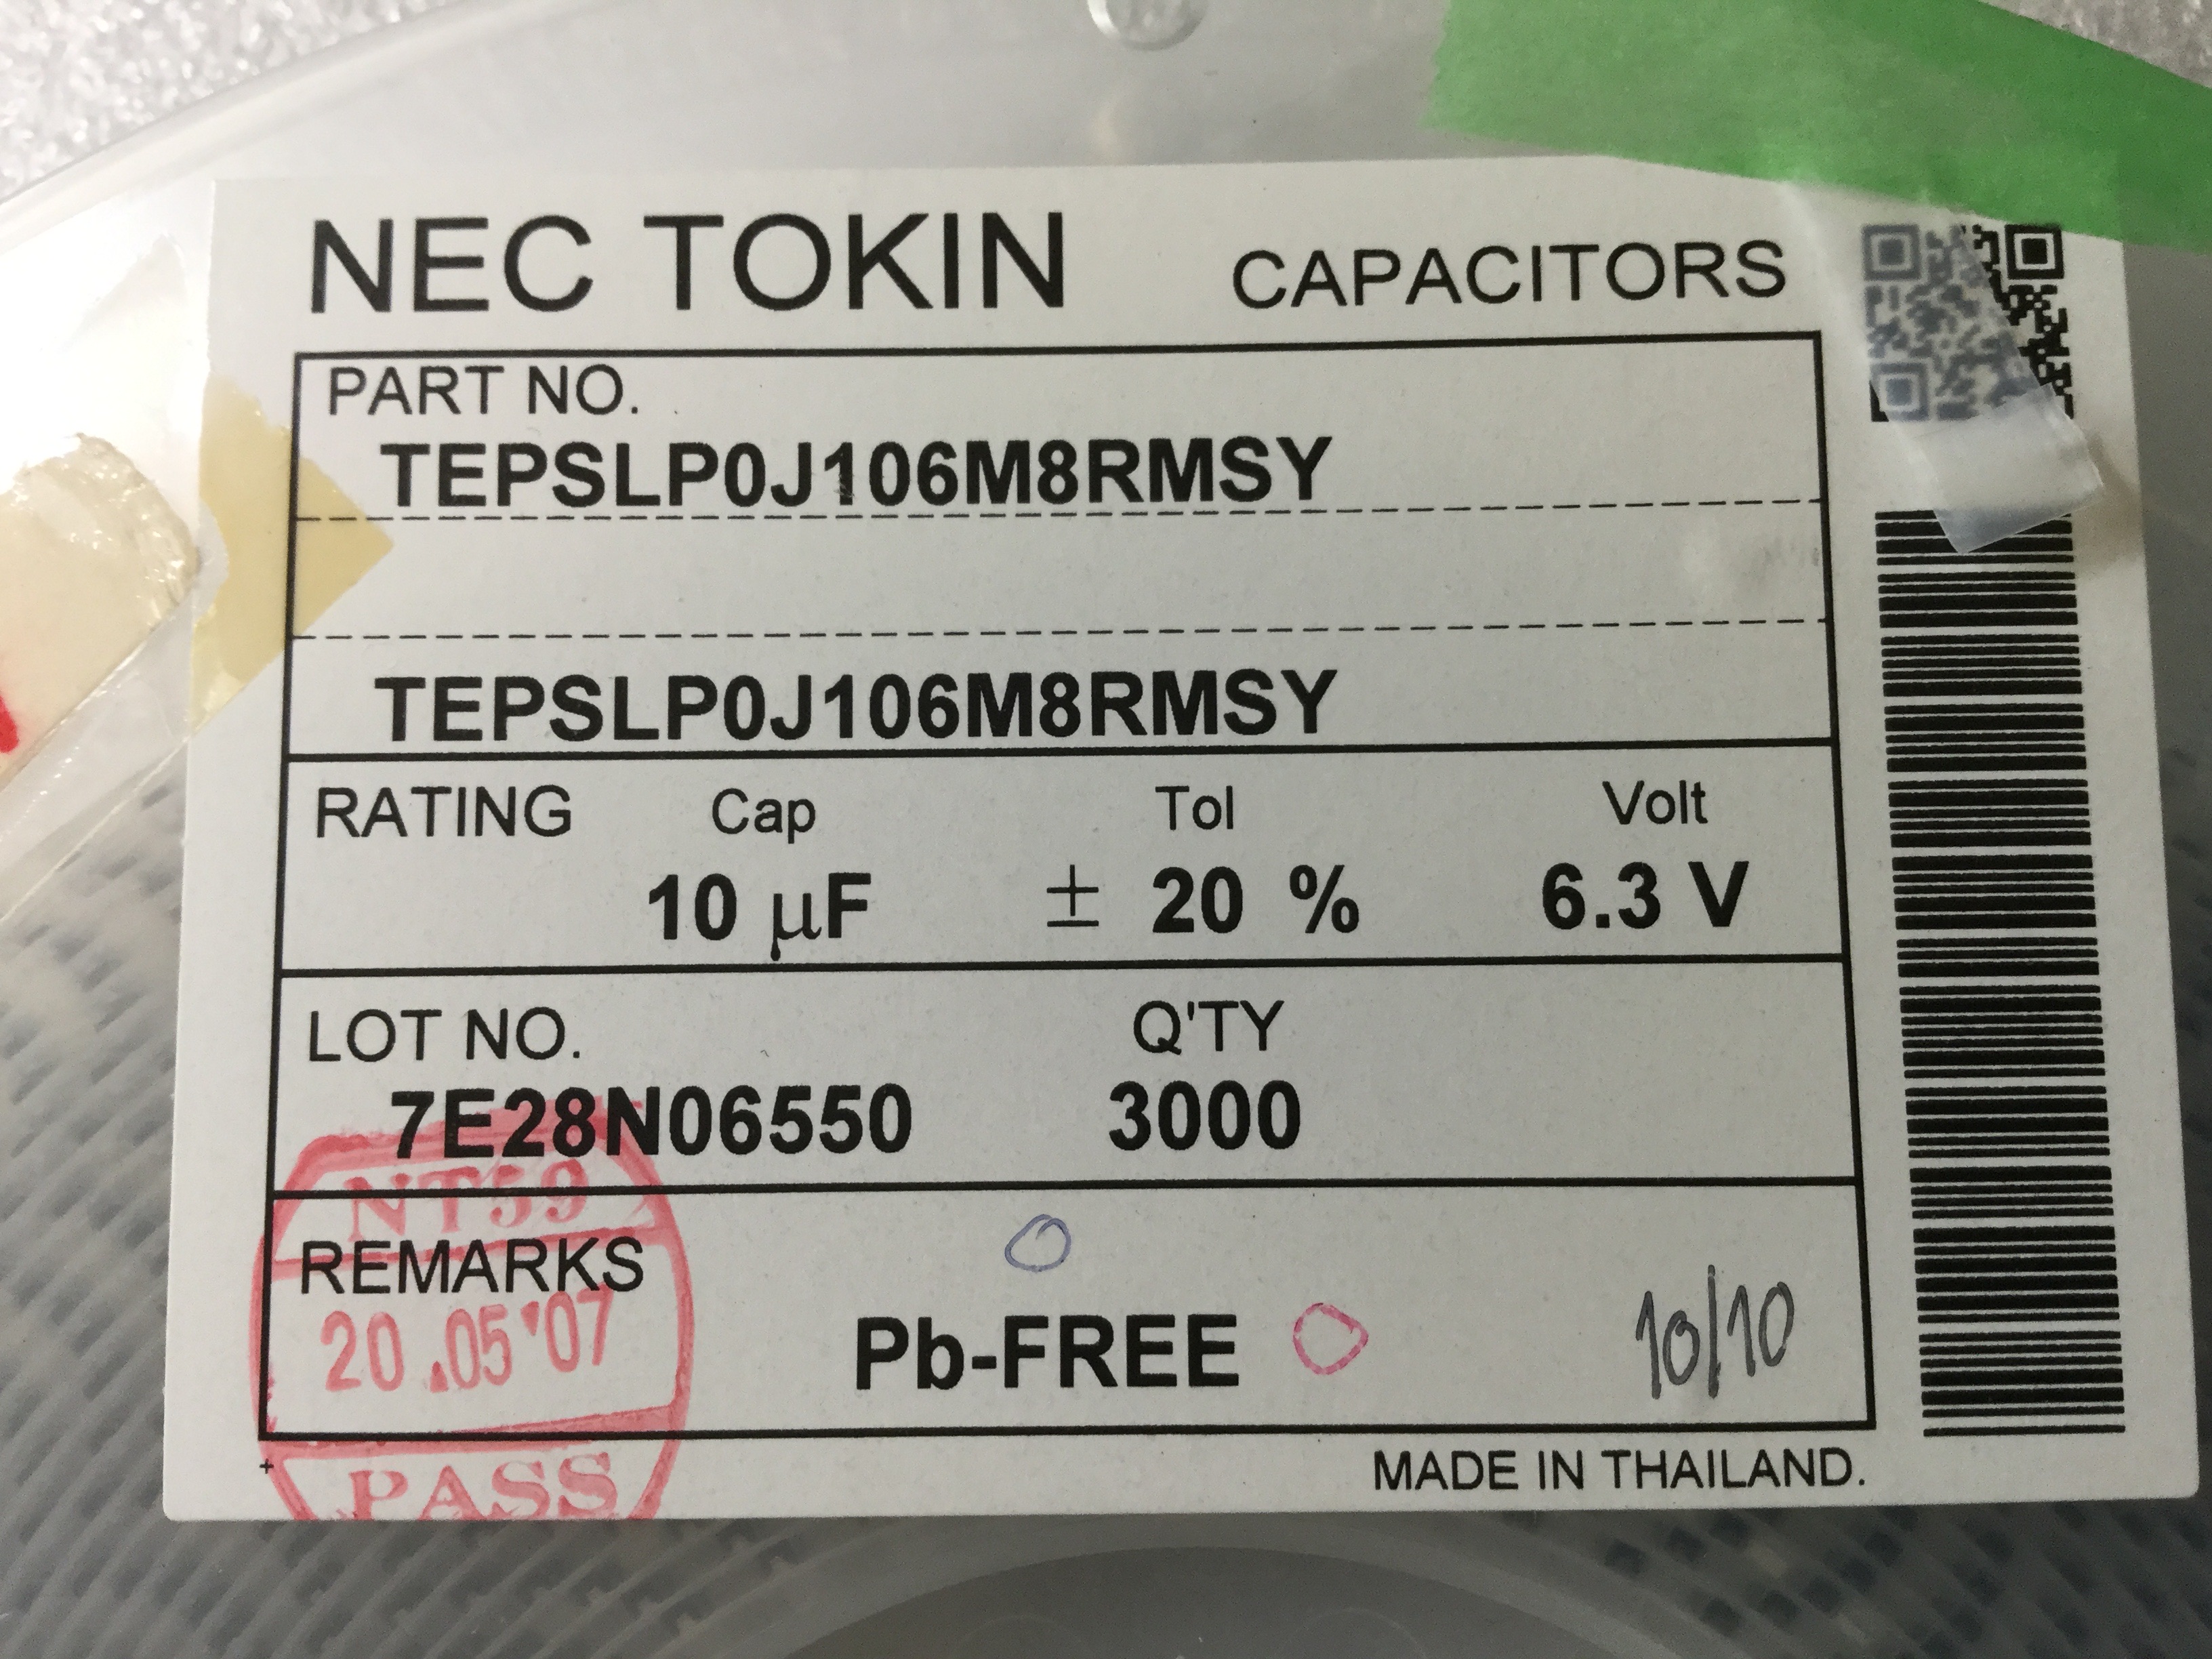 NEC TOKIN CAPACITORS
PART NO.
TEPSLP0J106M8RMSY
TEPSLP0J106M8RMSY
RATING Cap Tol Volt
10 µF ± 20 % 6.3 V
LOT NO. Q'TY
7E28N06550 3000
NT59
REMARKS
20.05'07
Pb-FREE 10/10
PASS
MADE IN THAILAND.